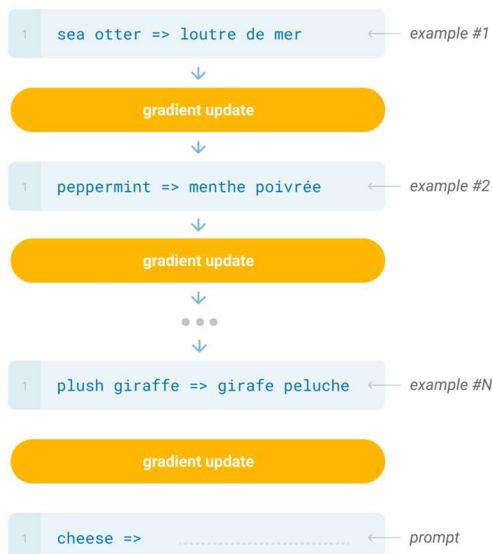 1 sea otter => loutre de mer example #1
gradient update
1 peppermint => menthe poivrée example #2
gradient update
1 plush giraffe => girafe peluche example #N
gradient update
1 cheese => prompt